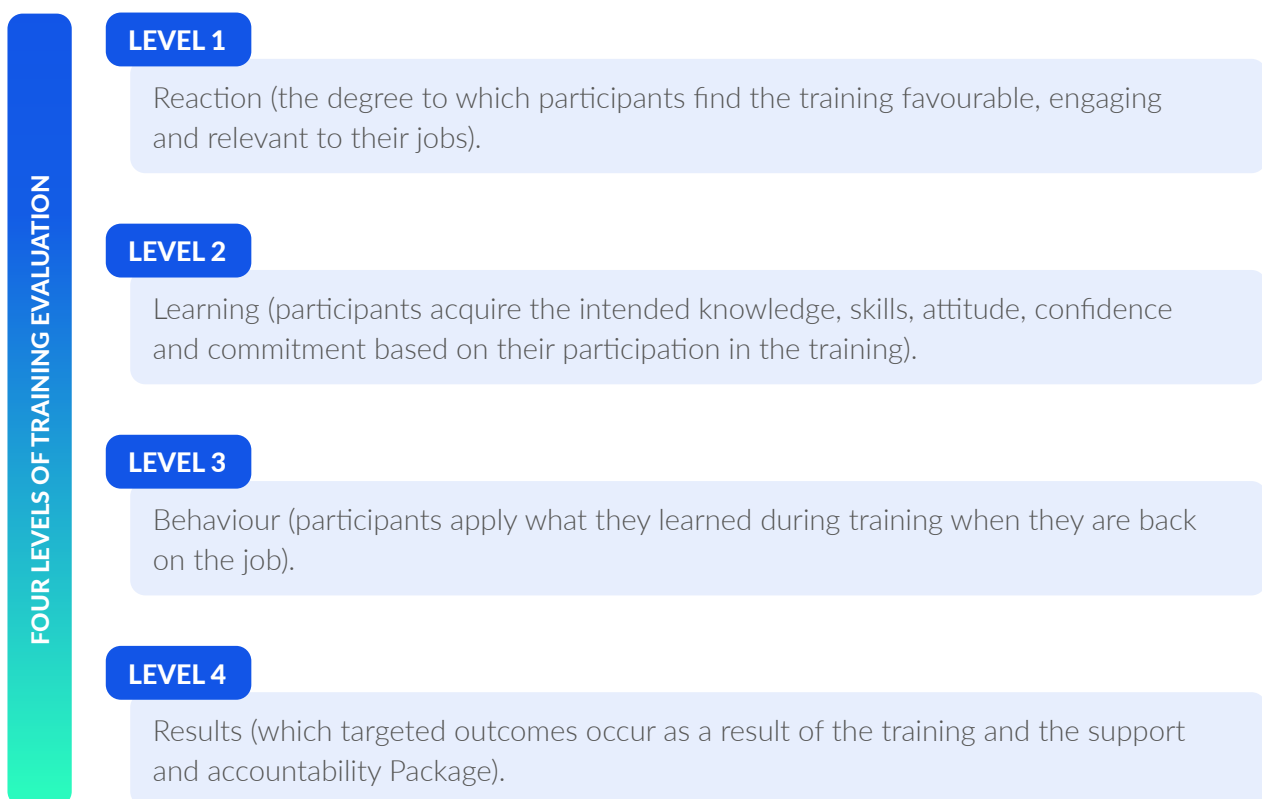 FOUR LEVELS OF TRAINING EVALUATION
LEVEL 1
Reaction (the degree to which participants find the training favourable, engaging
and relevant to their jobs).
LEVEL 2
Learning (participants acquire the intended knowledge, skills, attitude, confidence
and commitment based on their participation in the training).
LEVEL 3
Behaviour (participants apply what they learned during training when they are back
on the job).
LEVEL 4
Results (which targeted outcomes occur as a result of the training and the support
and accountability Package).